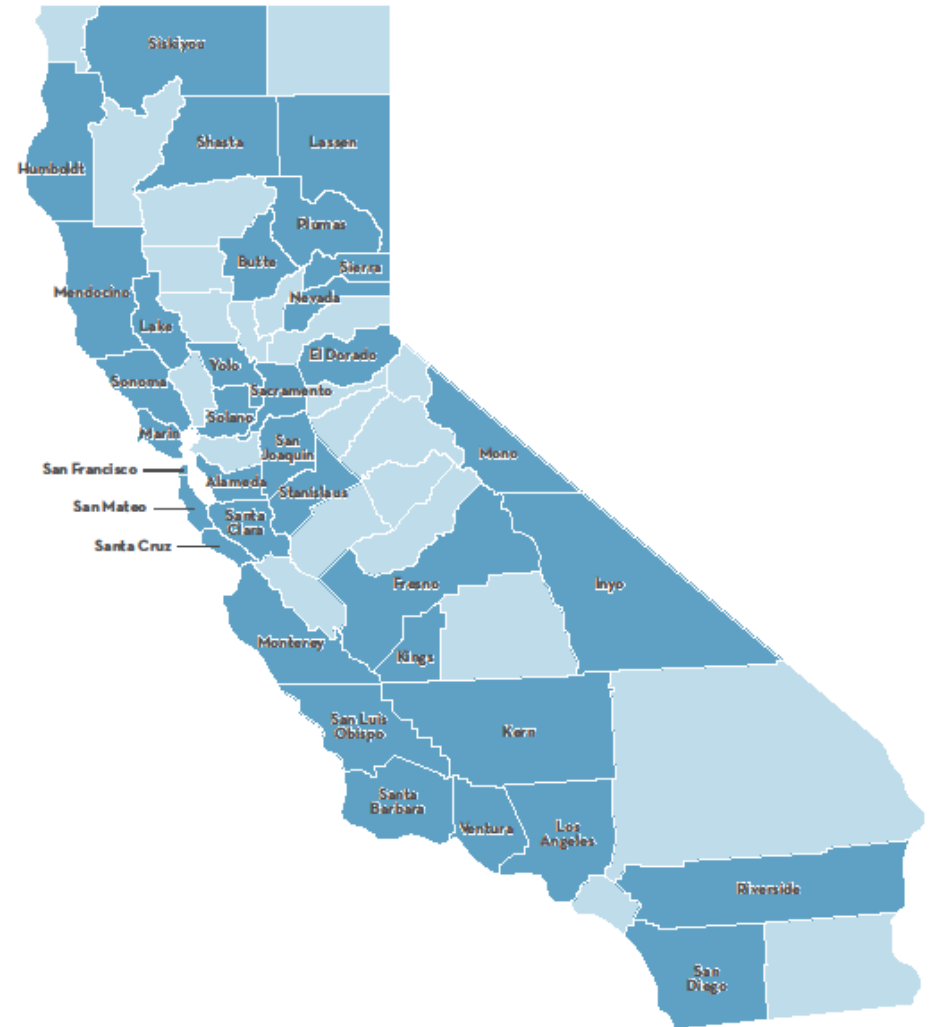 Siskiyou
Shasta
Lassen
Humboldt
Plumas
Butte
Sierra
Mendocino
Nevada
Lake
El Dorado
Yolo
Sonoma
Sacramento
Solano
Marin
San
Joaquin
Mono
San Francisco
Alameda
Stanislaus
San Mateo
Santa
Clara
Santa Cruz
Fresno
Inyo
Monterey
Kings
San Luis
Obispo
Kern
Santa
Barbara
Ventura
Los
Angeles
Riverside
San
Diego